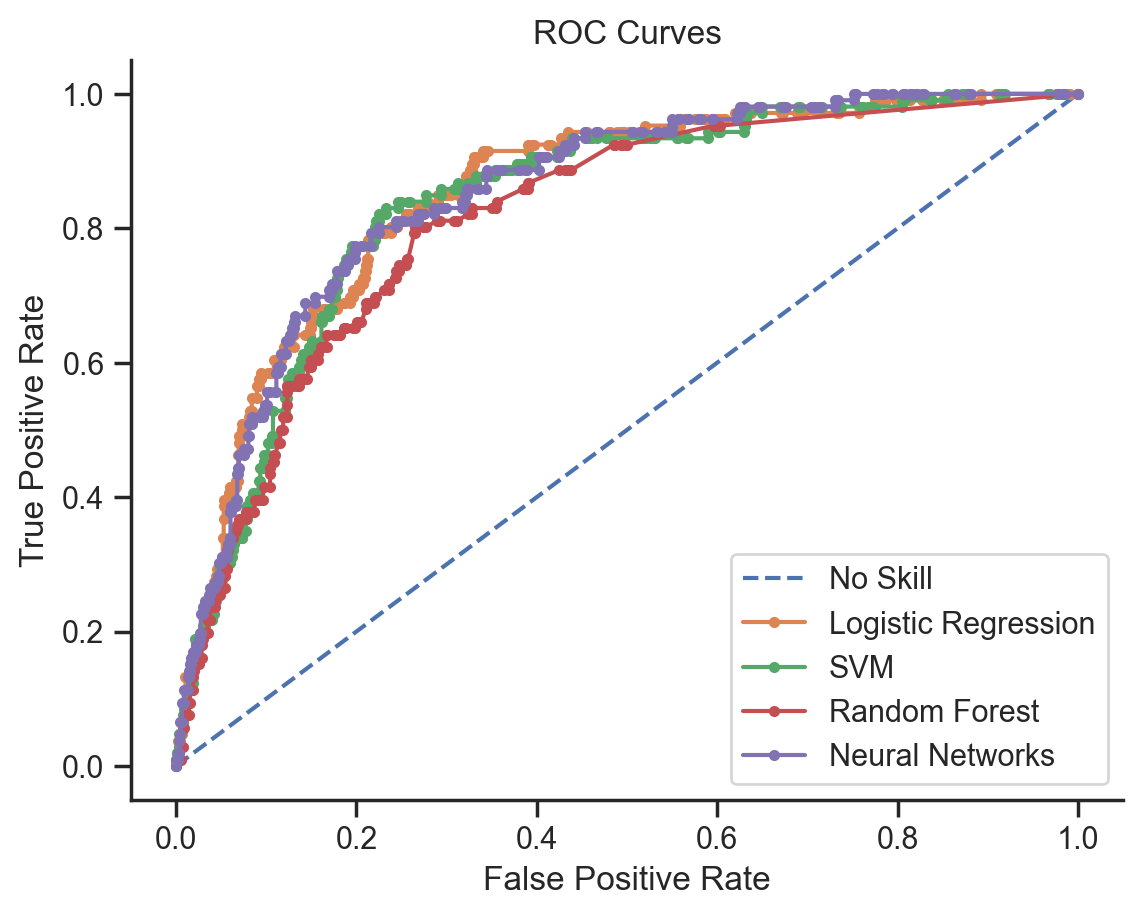 ROC Curves
True Positive Rate
1.0
0.8
0.6
0.4
0.2
0.0
0.0 0.2 0.4 0.6 0.8 1.0
False Positive Rate
No Skill
Logistic Regression
SVM
Random Forest
Neural Networks